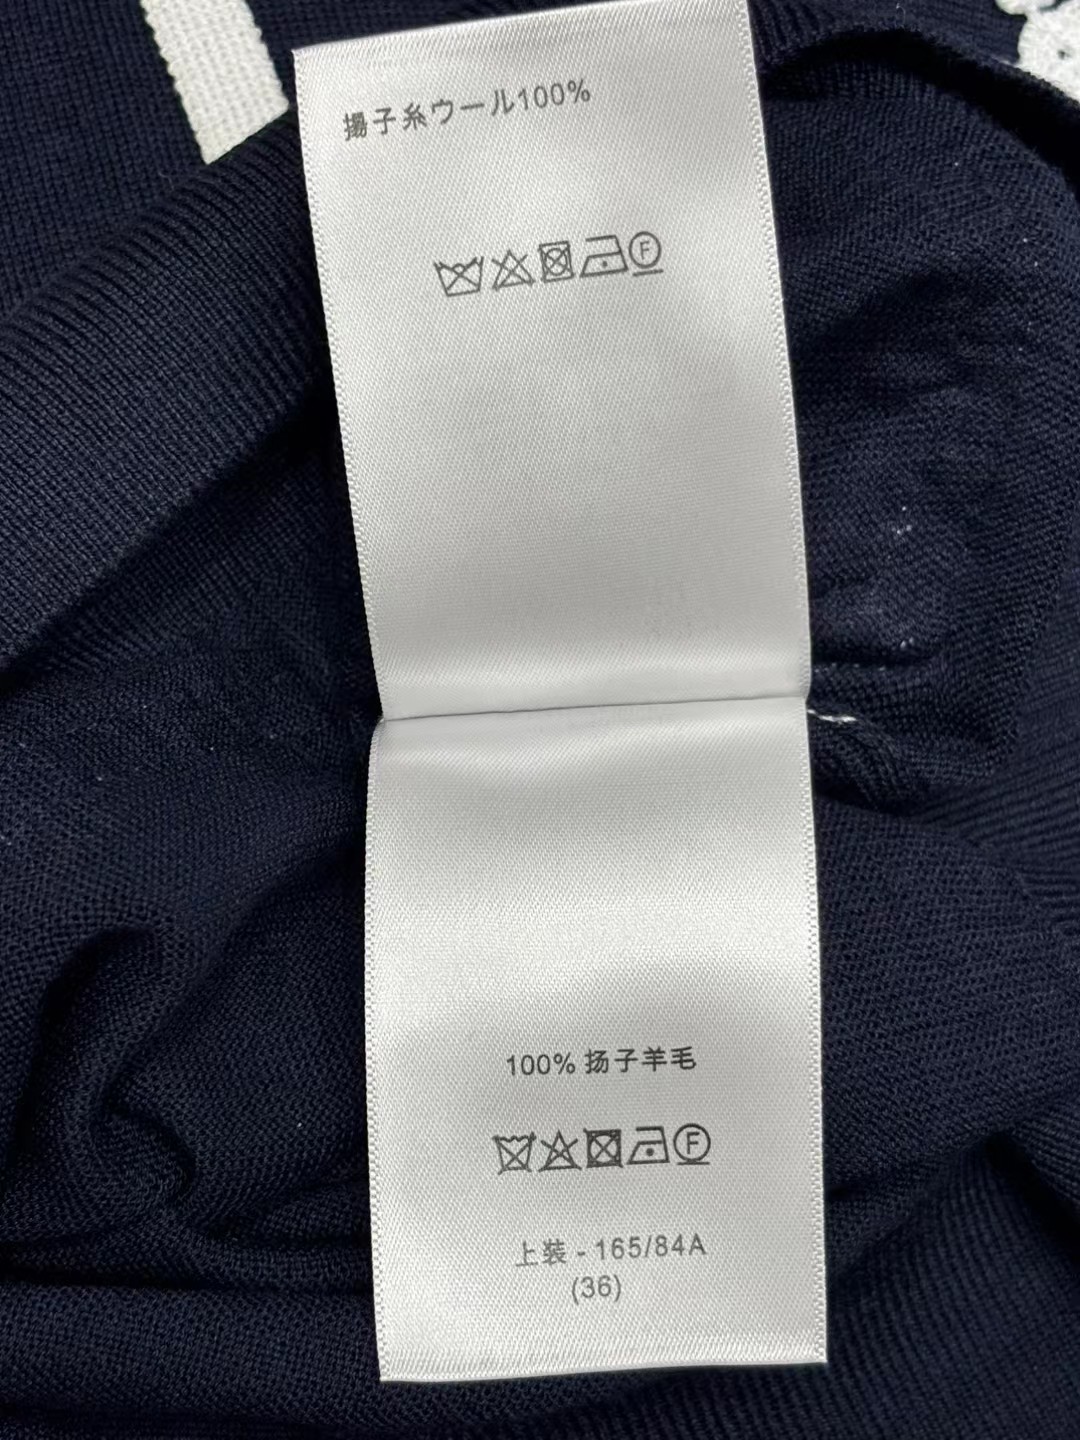 揚子糸ウール100%
F
100% 扬子羊毛
F
上装 - 165/84A
(36)